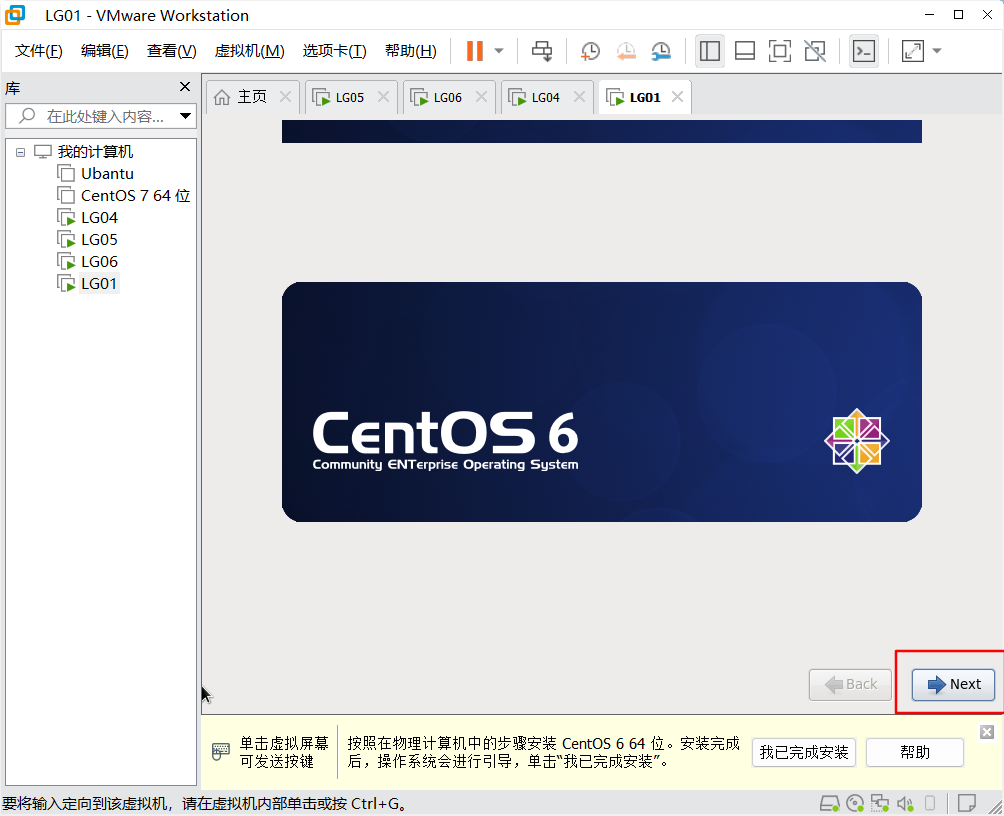 LG01 - VMware Workstation
文件(F) 编辑(E) 查看(V) 虚拟机(M) 选项卡(T) 帮助(H)
库
在此处键入内容...
我的计算机
Ubantu
CentOS 7 64 位
LG04
LG05
LG06
LG01
主页 LG05 LG06 LG04 LG01
CentOS 6
Community ENTerprise Operating System
Back Next
单击虚拟屏幕
可发送按键
按照在物理计算机中的步骤安装 CentOS 6 64 位。安装完成
后，操作系统会进行引导，单击“我已完成安装”。
我已完成安装 帮助
要将输入定向到该虚拟机，请在虚拟机内部单击或按 Ctrl+G。